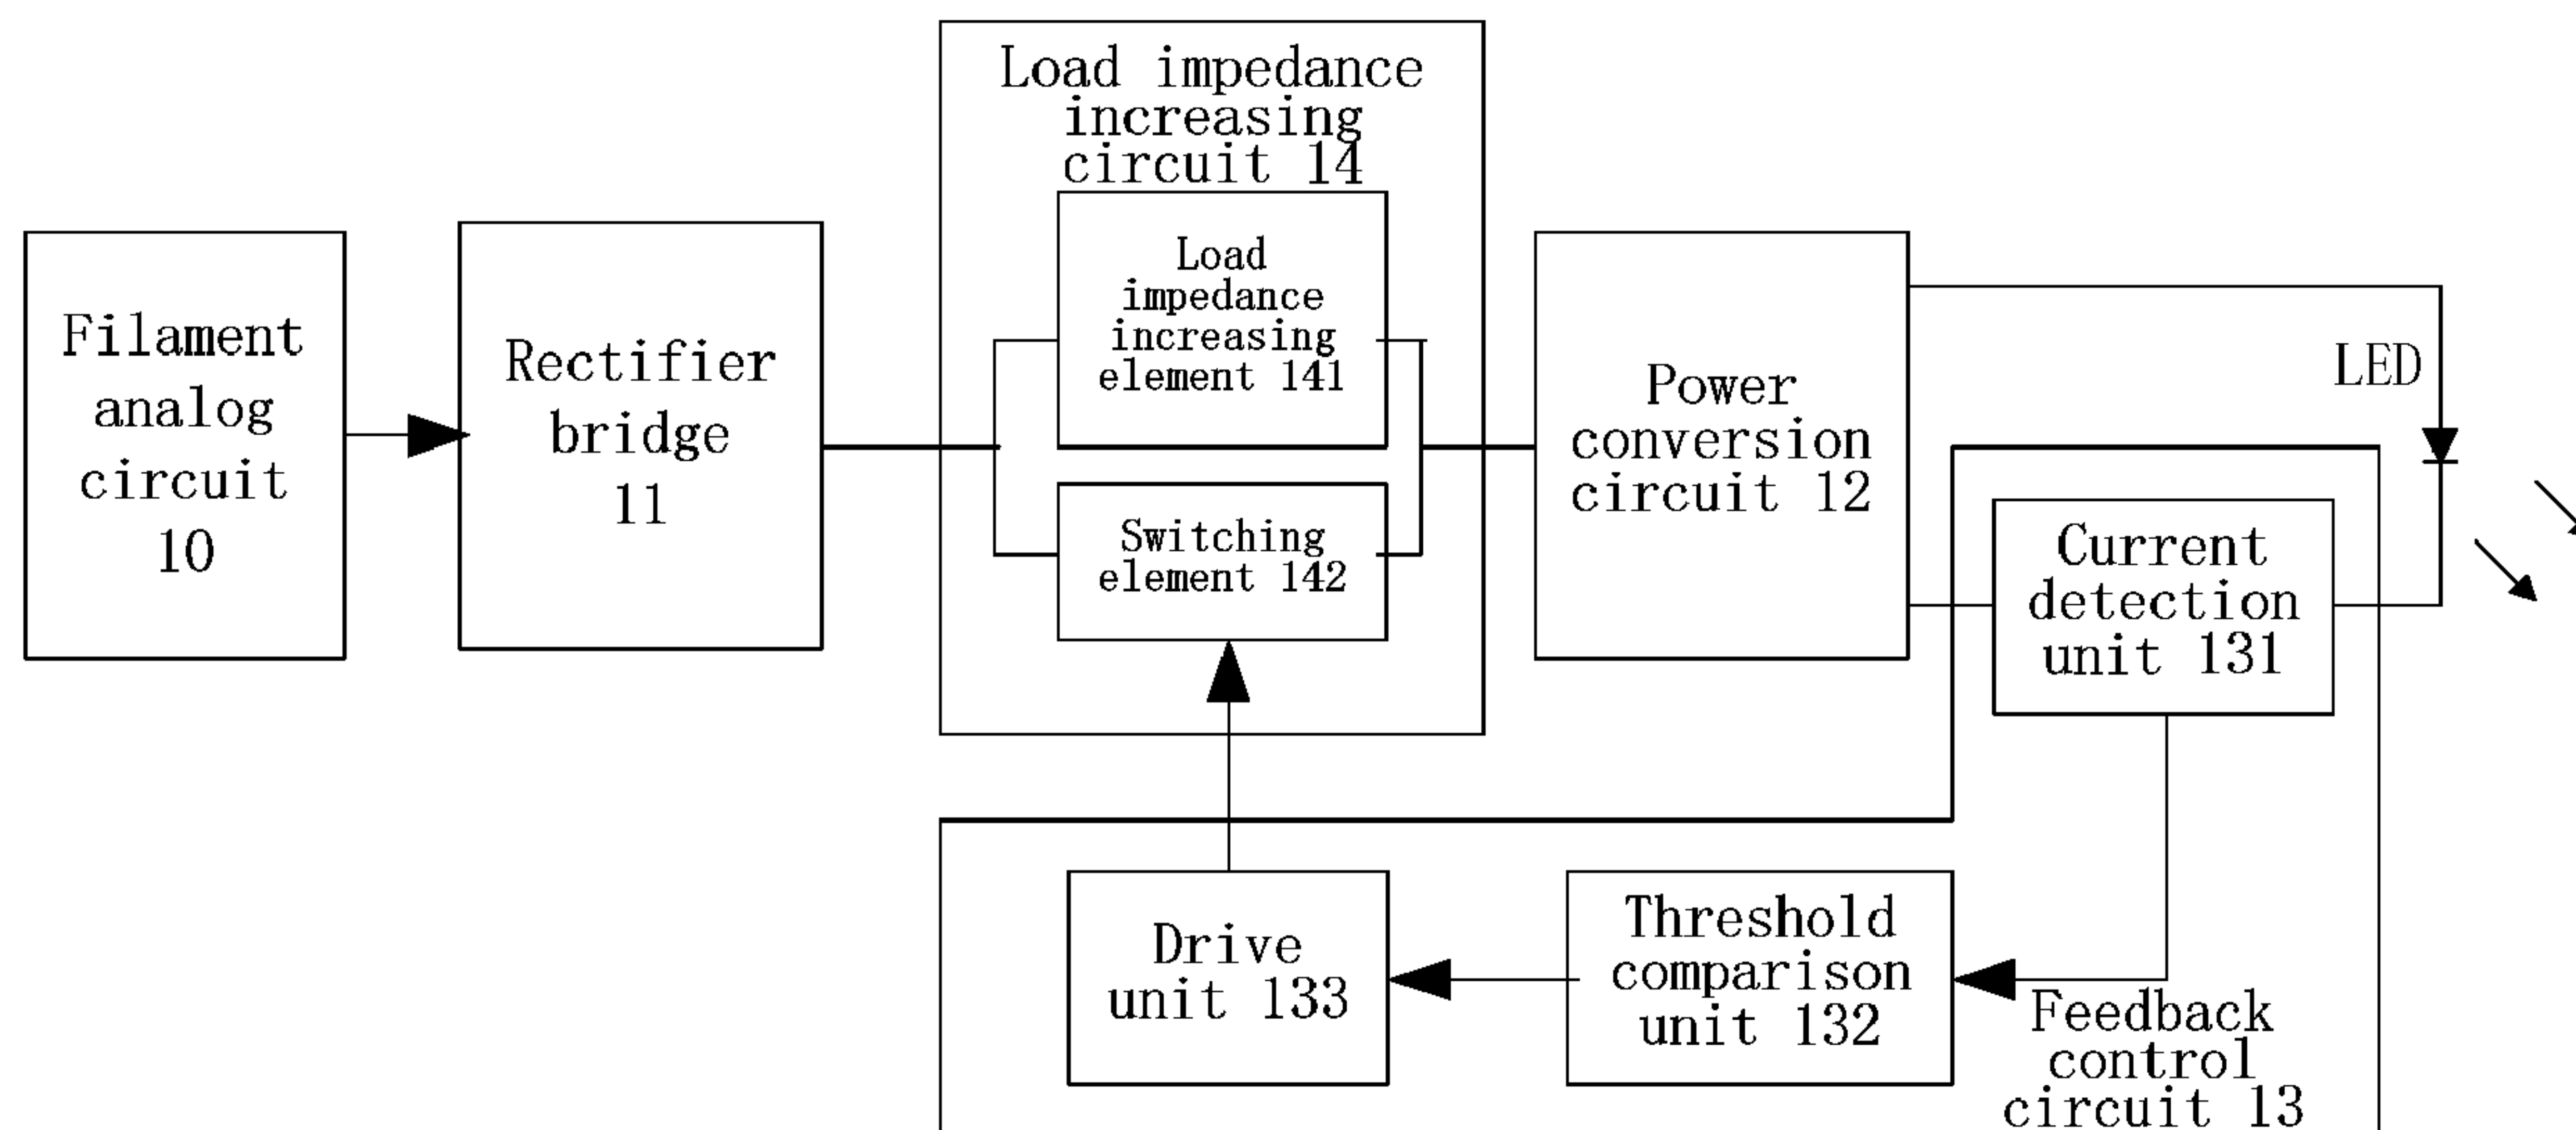 Filament
analog
circuit
10
Rectifier
bridge
11
Load impedance
increasing
circuit 14
Load
impedance
increasing
element 141
Switching
element 142
Power
conversion
circuit 12
LED
Current
detection
unit 131
Drive
unit 133
Threshold
comparison
unit 132
Feedback
control
circuit 13